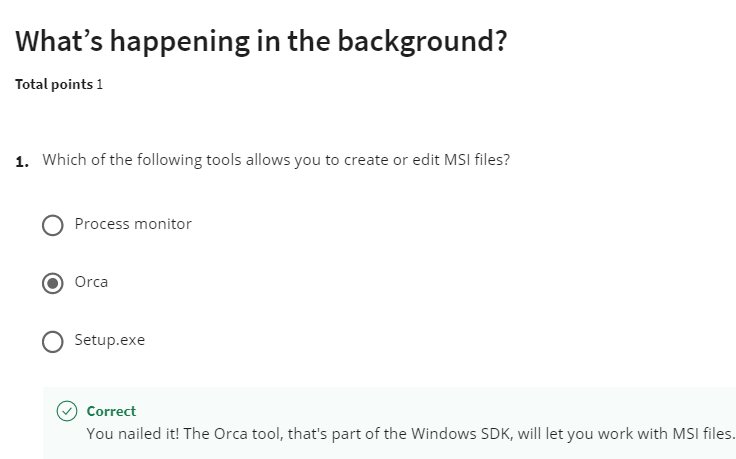 What's happening in the background?
Total points 1
1. Which of the following tools allows you to create or edit MSI files?
Process monitor
Orca
Setup.exe
Correct
You nailed it! The Orca tool, that's part of the Windows SDK, will let you work with MSI files.